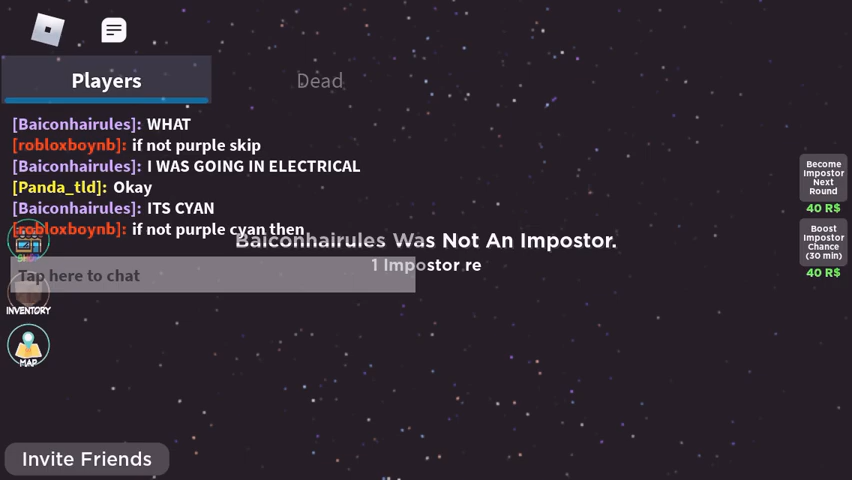 Players
Dead
[Baiconhairules]: WHAT
[robloxboynb]: if not purple skip
[Baiconhairules]: I WAS GOING IN ELECTRICAL
[Panda_tld]: Okay
[Baiconhairules]: ITS CYAN
[robloxboynb]: if not purple cyan then
Baiconhairules Was Not An Impostor.
1 Impostor re
Tap here to chat
SHOP
INVENTORY
MAP
Invite Friends
Become
Impostor
Next
Round
40 R$
Boost
Impostor
Chance
(30 min)
40 R$